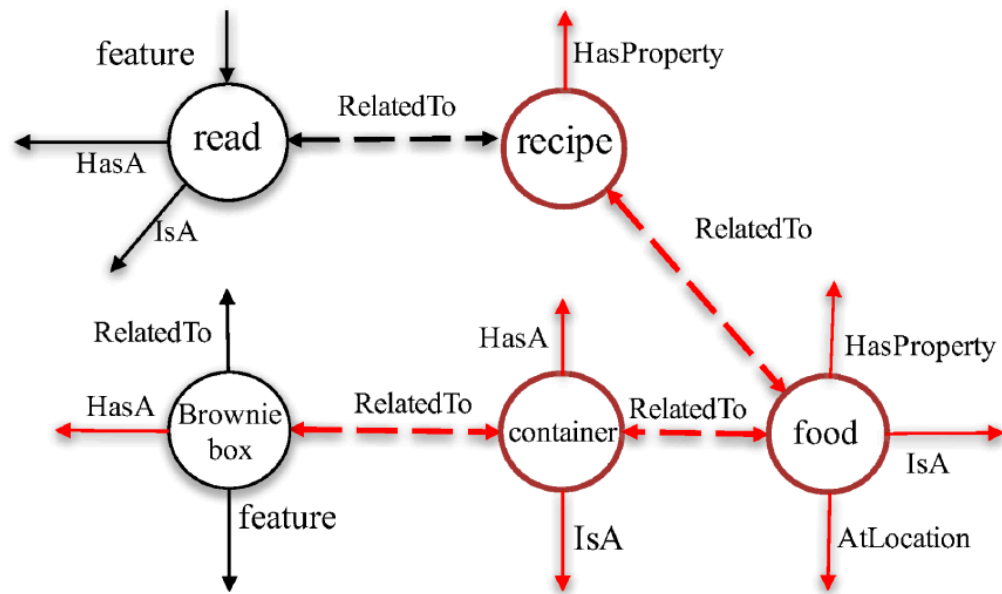 feature
HasProperty
RelatedTo
read
recipe
HasA
IsA
RelatedTo
RelatedTo
HasA
HasProperty
HasA
RelatedTo
RelatedTo
Brownie
box
container
food
IsA
feature
IsA
AtLocation